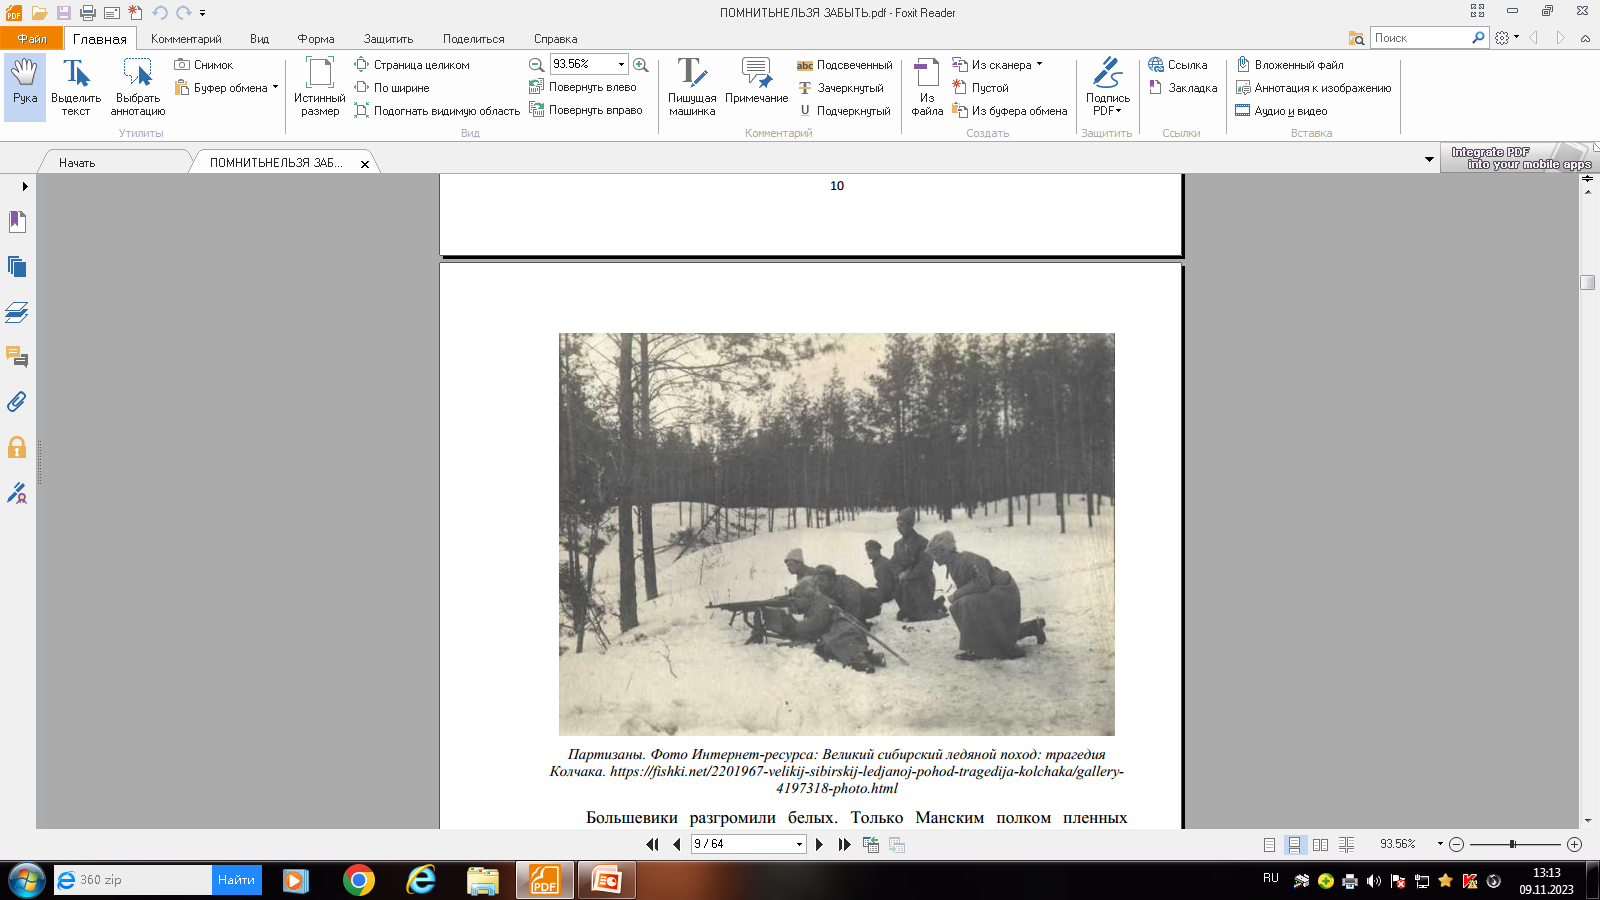 ПОМНИТЬНЕЛЬЗЯ ЗАБЫТЬ.pdf - Foxit Reader
Файл Главная Комментарий Вид Форма Защитить Поделиться Справка Поиск
Рука
Выделить текст
Выбрать аннотацию
Снимок
Буфер обмена
Утилиты
Истинный размер
Страница целиком
По ширине
Подогнать видимую область
93.56%
Повернуть влево
Повернуть вправо
Вид
Пишущая машинка
Примечание
Подсвеченный
Зачеркнутый
Подчеркнутый
Комментарий
Из файла
Из сканера
Пустой
Из буфера обмена
Создать
Подпись PDF
Защитить
Ссылка
Закладка
Ссылки
Вложенный файл
Аннотация к изображению
Аудио и видео
Вставка
Начать ПОМНИТЬНЕЛЬЗЯ ЗАБ...
Integrate PDF
into your mobile apps
10
Партизаны. Фото Интернет-ресурса: Великий сибирский ледяной поход: трагедия
Колчака. https://fishki.net/2201967-velikij-sibirskij-ledjanoj-pohod-tragedija-kolchaka/gallery-
4197318-photo.html
Большевики разгромили белых. Только Манским полком пленных
9 / 64 93.56%
360 zip Найти PDF RU 13:13
09.11.2023